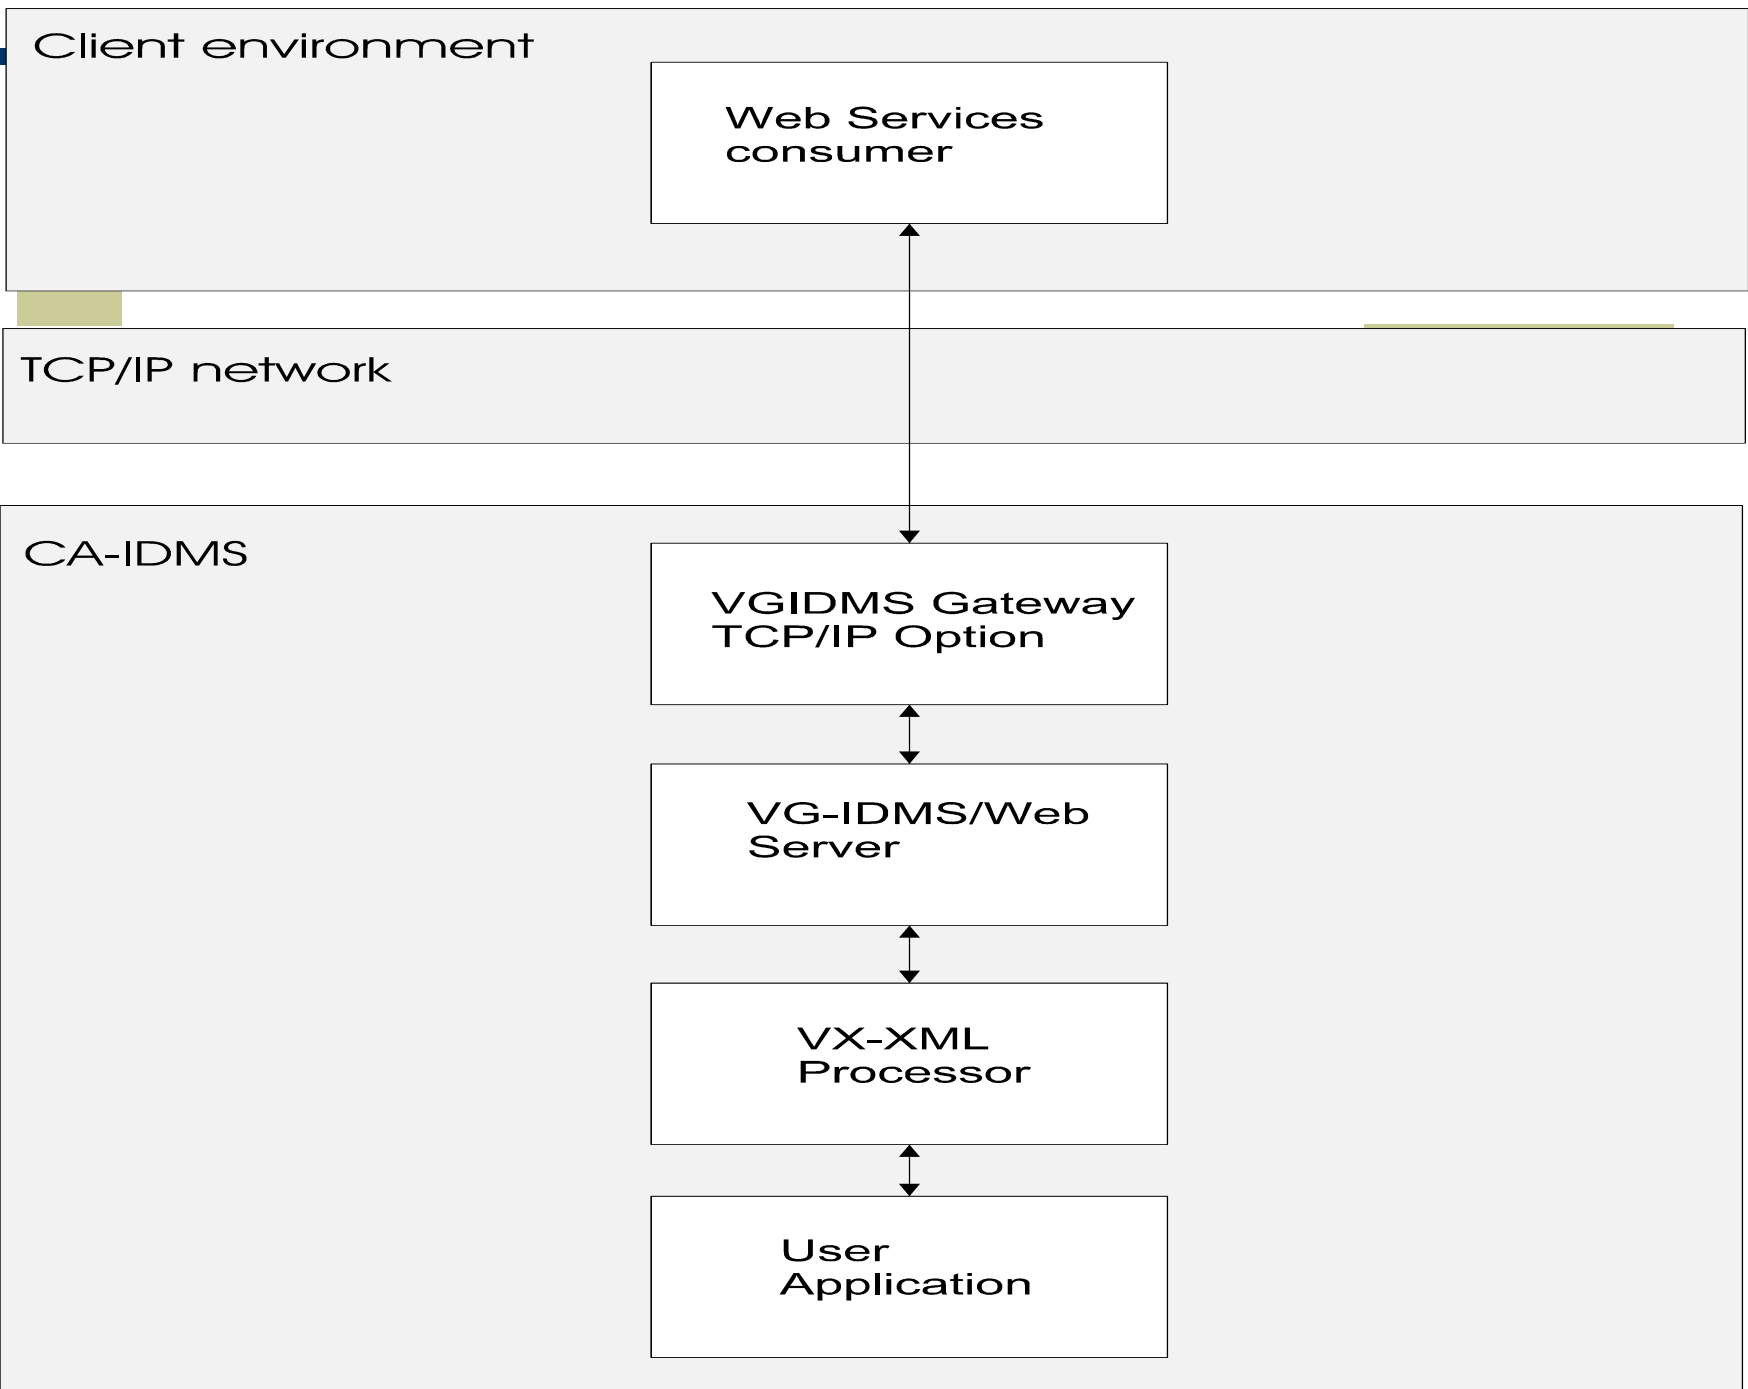 Client environment
Web Services
consumer
TCP/IP network
CA-IDMS
VGIDMS Gateway
TCP/IP Option
VG-IDMS/Web
Server
VX-XML
Processor
User
Application